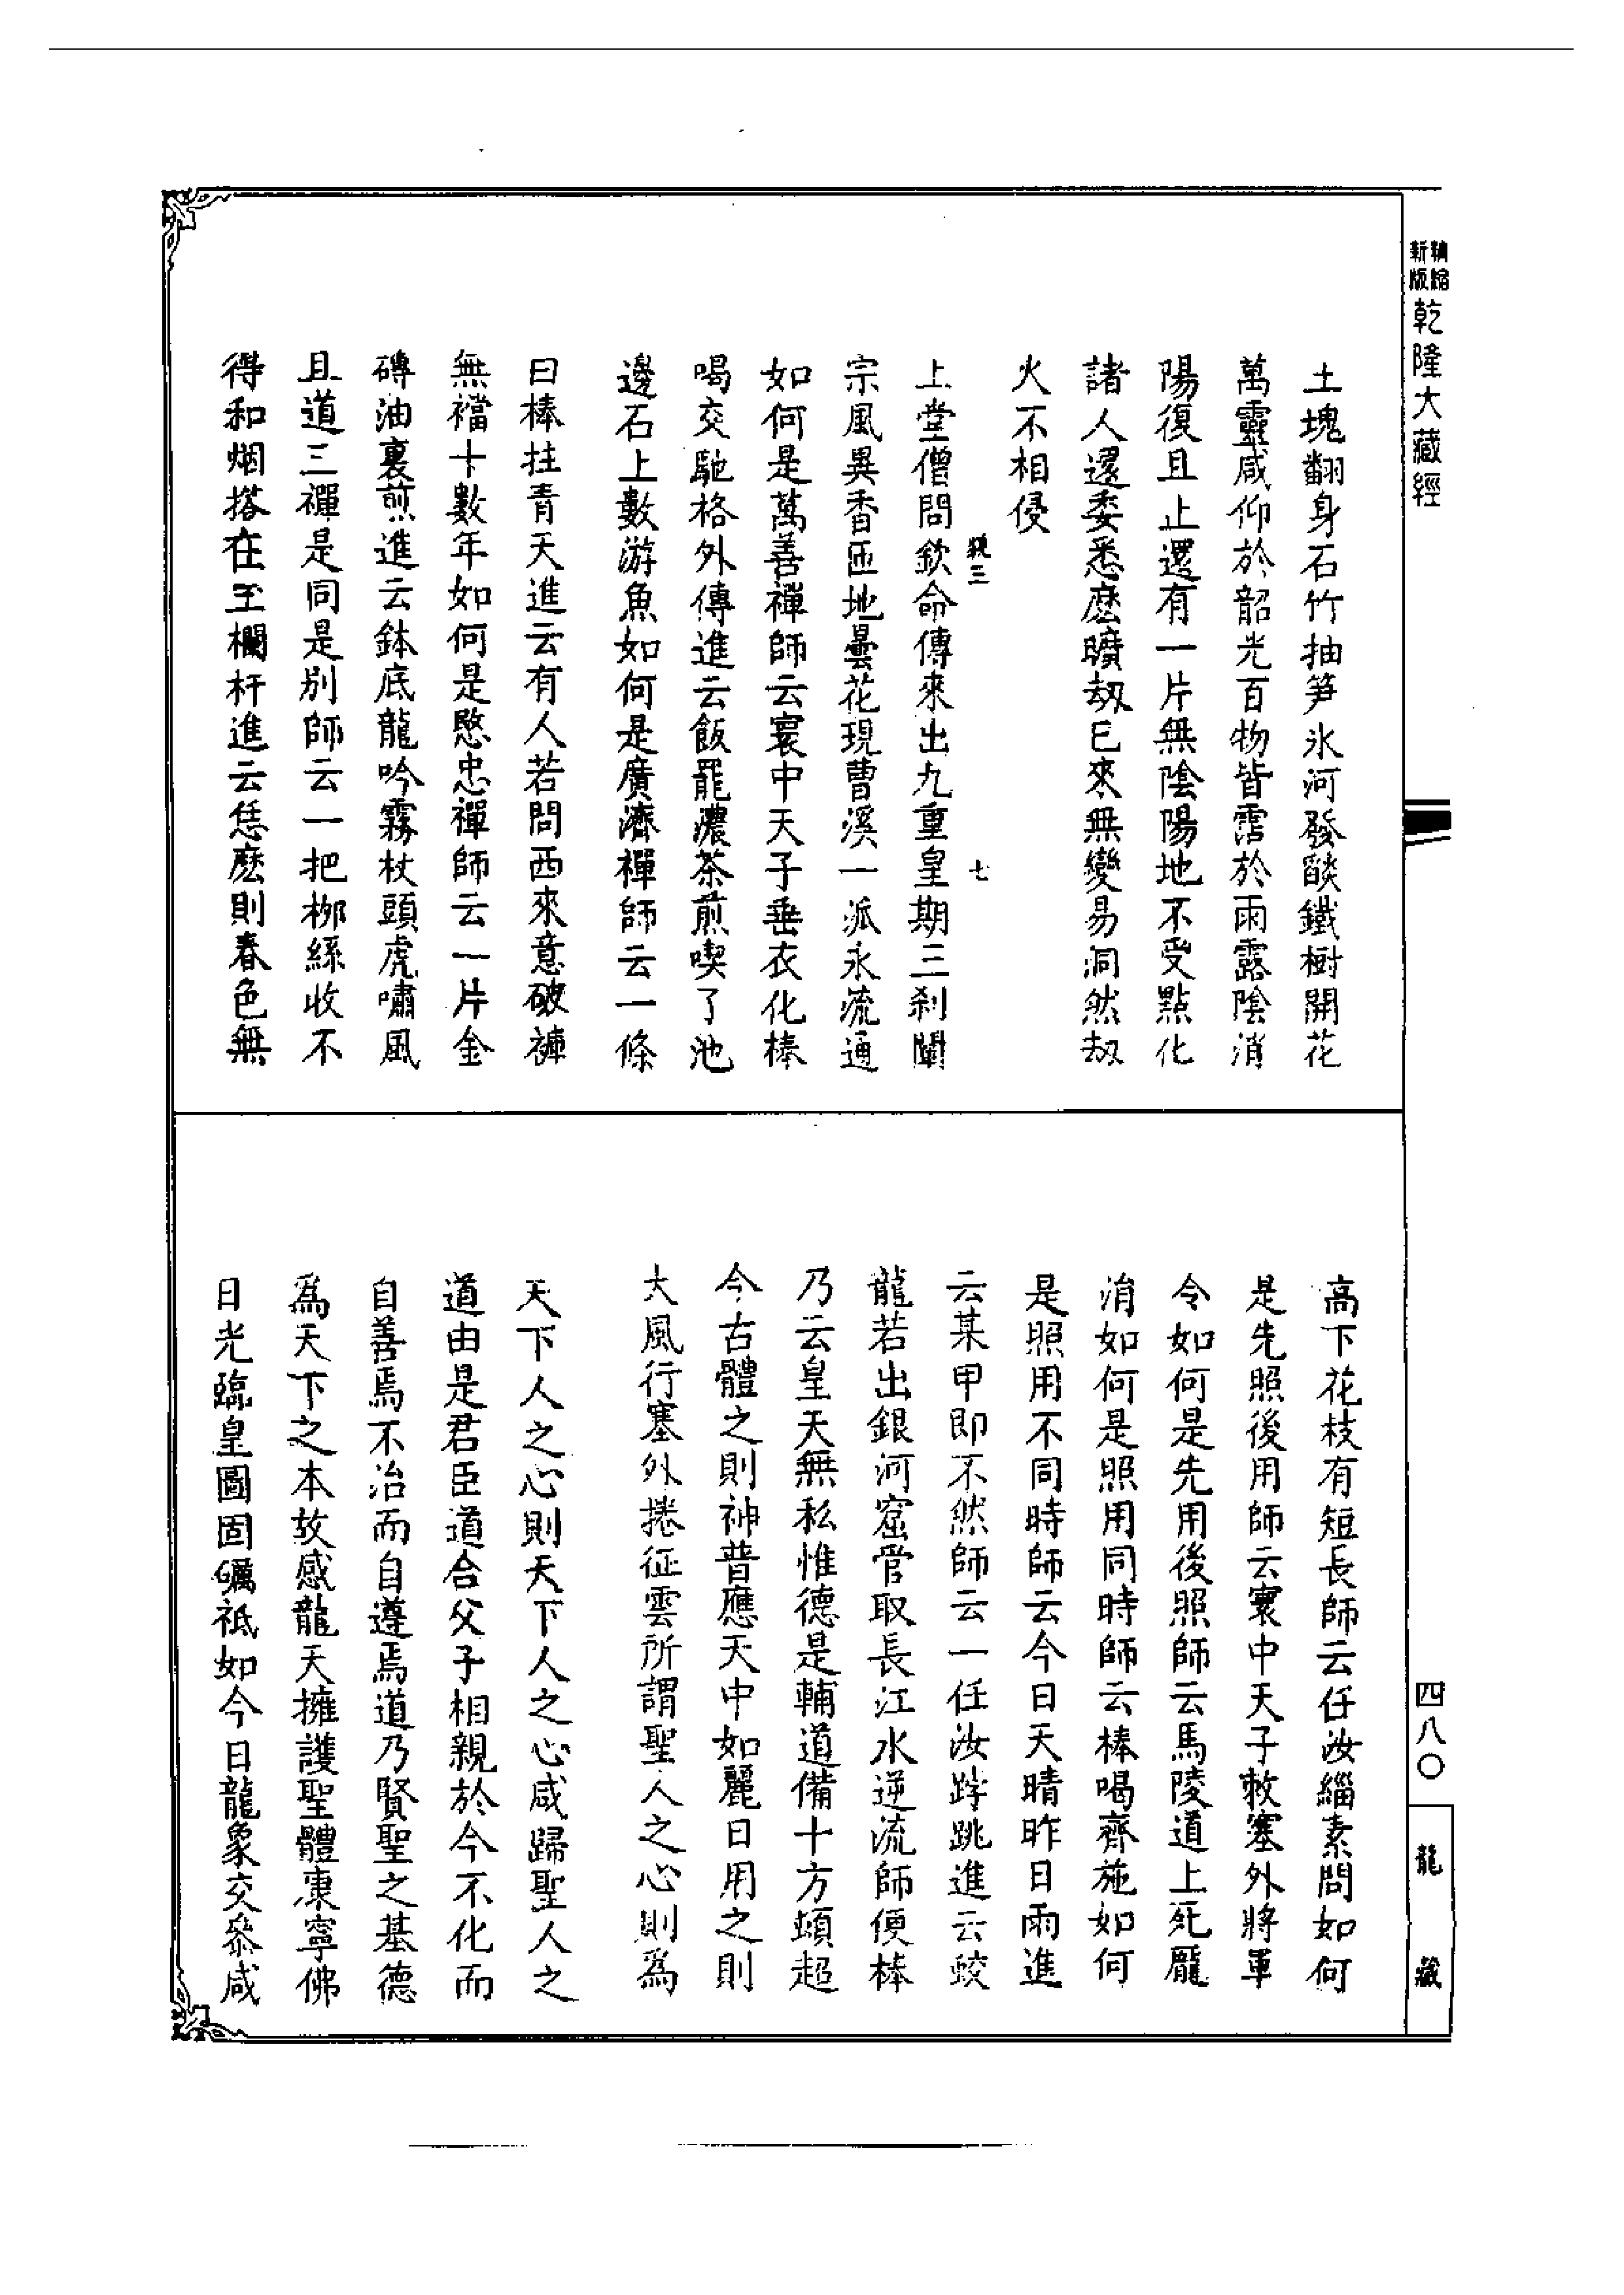 新版精縮乾隆大藏經
土塊翻身石竹抽笋氷河發燄鐵樹開花
萬靈咸仰於韶光百物皆霑於雨露陰消
陽復且止還有一片無陰陽地不受點化
諸人還委悉麽曠刼巳來無變易洞然刼
火不相侵
三 七
上堂僧問欽命傳來出九重皇期三刹闡
宗風異香匝地曇花現曹溪一派永流通
如何是萬善禪師云寰中天子垂衣化棒
喝交馳格外傳進云飯罷濃茶煎喫了池
邊石上數游魚如何是廣濟禪師云一條
曰棒拄青天進云有人若問西來意破褲
無襠十數年如何是愍忠禪師云一片金
磚油裏煎進云鉢底龍吟霧杖頭虎嘯風
且道三禪是同是別師云一把栁絲收不
得和烟搭在玉欄杆進云恁麽則春色無
高下花枝有短長師云任汝緇素問如何
是先照後用師云寰中天子敕塞外將軍
令如何是先用後照師云馬陵道上死龎
涓如何是照用同時師云棒喝齊施如何
是照用不同時師云今日天晴昨日雨進
云某甲即不然師云一任汝𨁝跳進云蛟
龍若出銀河窟管取長江水逆流師便棒
乃云皇天無私惟德是輔道備十方頓超
今古體之則神普應天中如麗日用之則
大風行塞外捲征雲所謂聖人之心則為
天下人之心則天下人之心咸歸聖人之
道由是君臣道合父子相親於今不化而
自善焉不治而自遵焉道乃賢聖之基德
為天下之本故感龍天擁護聖體康寧佛
日光臨皇圖固礪祇如今日龍象交叅咸
四八〇
龍藏